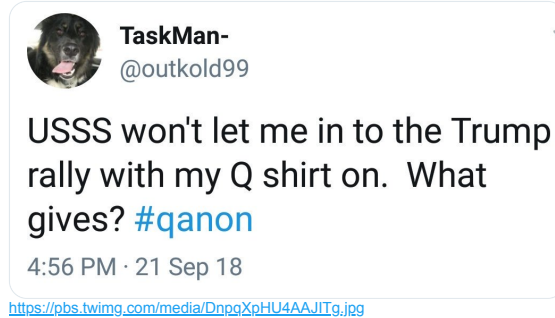 TaskMan-
@outkold99
USSS won't let me in to the Trump
rally with my Q shirt on.  What
gives? #qanon
4:56 PM · 21 Sep 18
https://pbs.twimg.com/media/DnpqXpHU4AAJITg.jpg